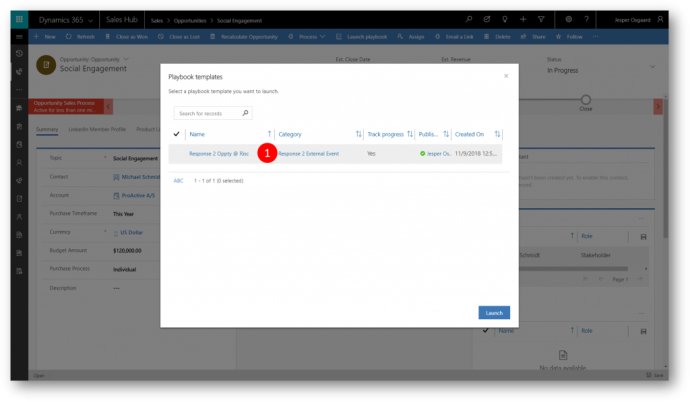 Dynamics 365
Sales Hub
Sales > Opportunities > Social Engagement
Jesper Osgaard
+ New
Refresh
Close as Won
Close as Lost
Recalculate Opportunity
Process
Launch playbook
Assign
Email a Link
Delete
Share
Follow
Opportunity: Opportunity
Social Engagement
Est. Close Date
Est. Revenue
Status
In Progress
Opportunity Sales Process
Active for less than one mi...
Close
Summary
LinkedIn Member Profile
Product Li
Topic * Social Engagement
Contact Michael Schmidt
Account ProActive A/S
Purchase Timeframe This Year
Currency * US Dollar
Budget Amount $120,000.00
Purchase Process Individual
Description ---
Playbook templates
Select a playbook template you want to launch.
Search for records
Name
Category
Track progress
Publis...
Created On
Response 2 Oppty @ Risc
1
Response 2 External Event
Yes
Jesper Os...
11/9/2018 12:5...
ABC
1 - 1 of 1 (0 selected)
Launch
Role
Schmidt
Stakeholder
Page 1
Name
Role
No data available.
Open
Save